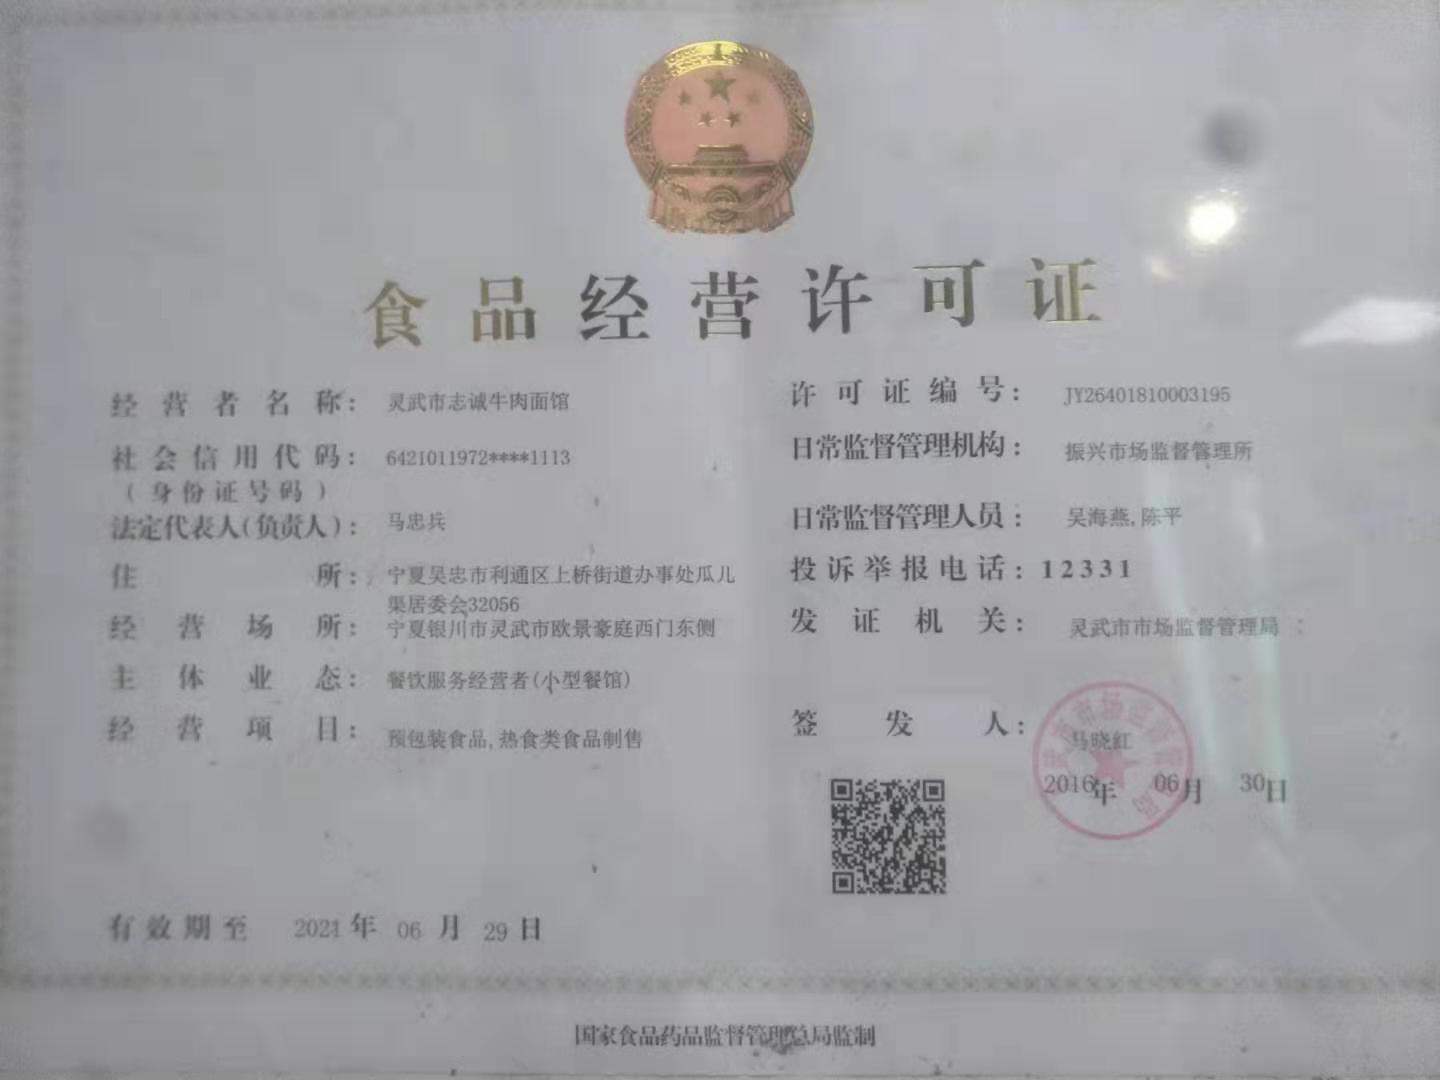 食品经营许可证
经营者名称：灵武市志诚牛肉面馆
社会信用代码：6421011972****1113
（身份证号码）
法定代表人(负责人)：马忠兵
住所：宁夏吴忠市利通区上桥街道办事处瓜儿
渠居委会32056
经营场所：宁夏银川市灵武市欧景豪庭西门东侧
主体业态：餐饮服务经营者(小型餐馆)
经营项目：预包装食品,热食类食品制售
许可证编号：JY26401810003195
日常监督管理机构：振兴市场监督管理所
日常监督管理人员：吴海燕,陈平
投诉举报电话：12331
发证机关：灵武市市场监督管理局
签发人：马晓红
2016年06月30日
有效期至 2021年06月29日
国家食品药品监督管理总局监制